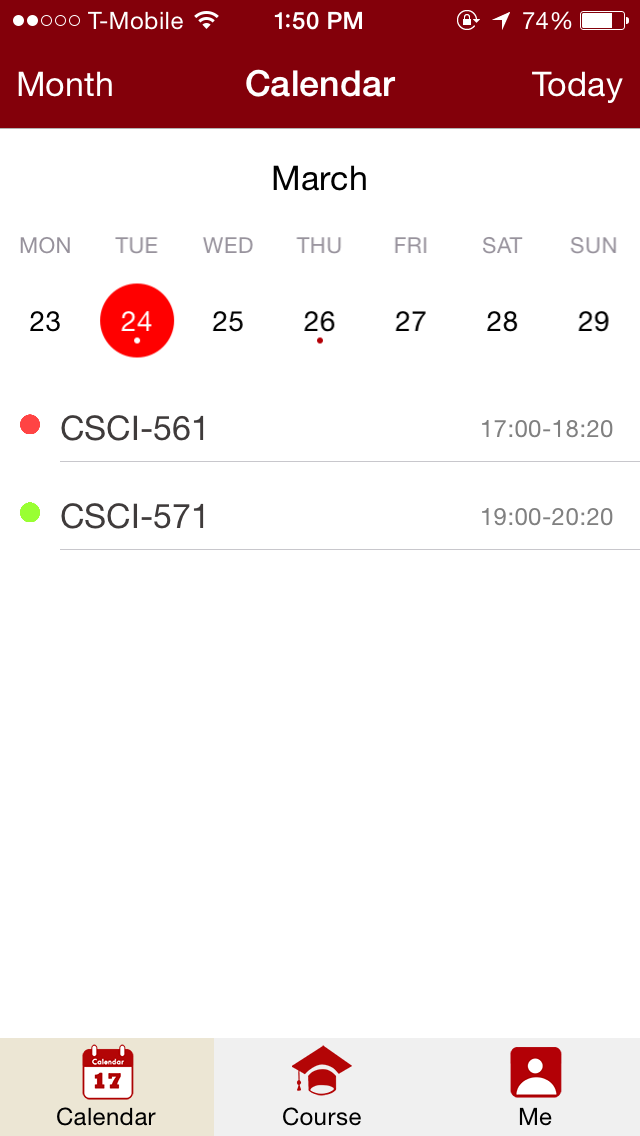 T-Mobile 1:50 PM 74%
Month Calendar Today
March
MON TUE WED THU FRI SAT SUN
23 24 25 26 27 28 29
CSCI-561 17:00-18:20
CSCI-571 19:00-20:20
Calendar
17
Calendar Course Me